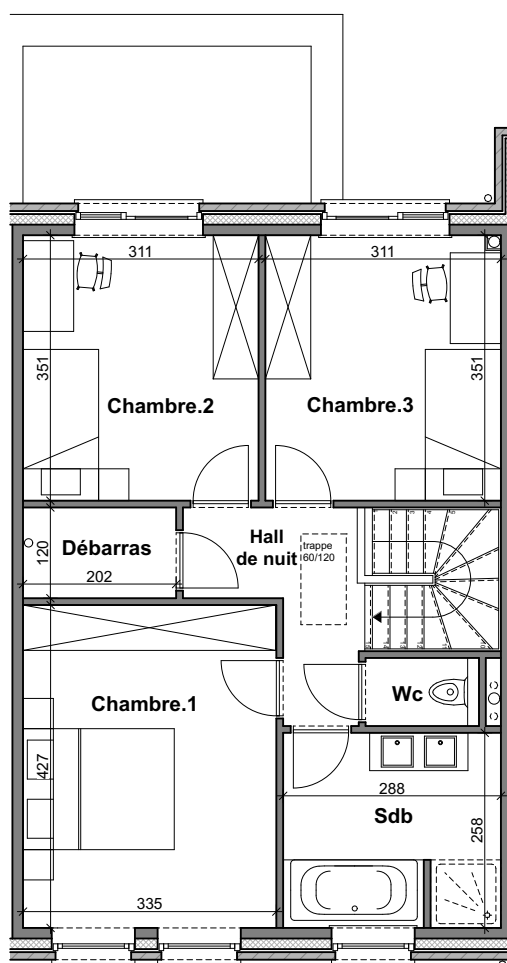 311
311
351
351
Chambre.2
Chambre.3
Hall
de nuit
trappe
60/120
120
Débarras
202
Chambre.1
Wc
427
288
Sdb
258
335